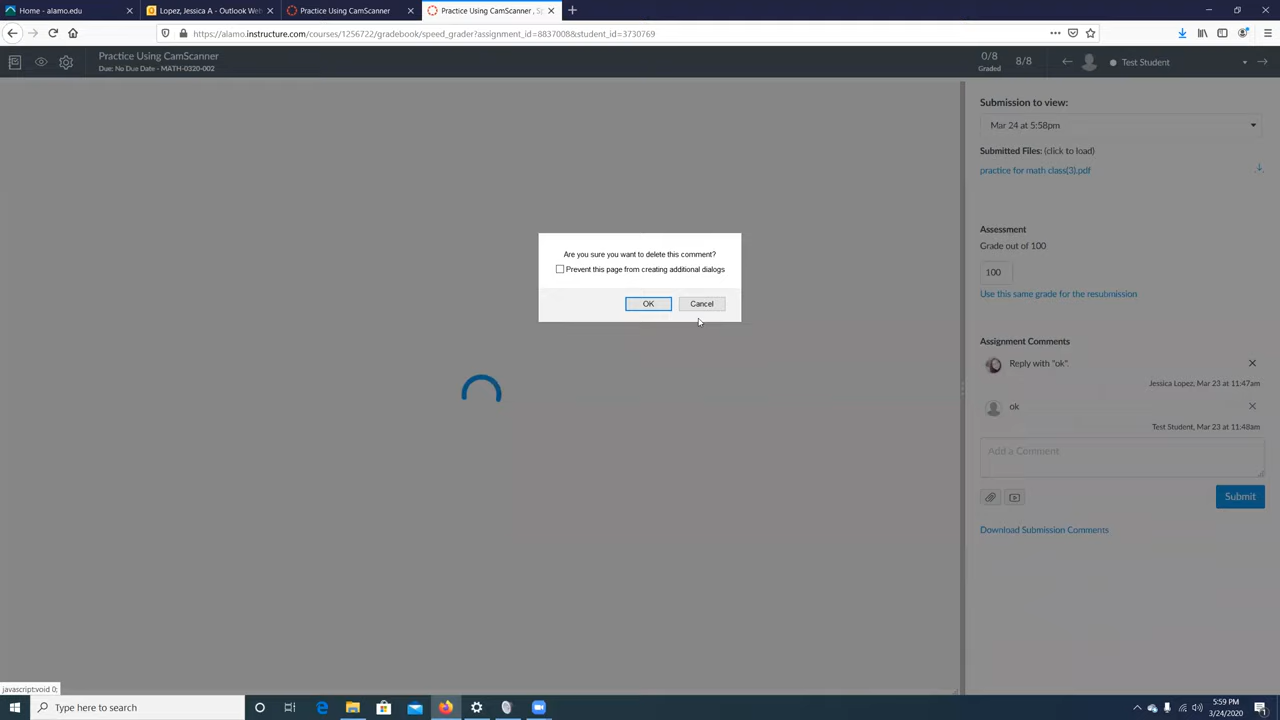 Home - alamo.edu
Lopez, Jessica A - Outlook Web
Practice Using CamScanner
Practice Using CamScanner , Sp
https://alamo.instructure.com/courses/1256722/gradebook/speed_grader?assignment_id=8837008&student_id=3730769
Practice Using CamScanner
Due: No Due Date - MATH-0320-002
0/8
Graded
8/8
Test Student
Submission to view:
Mar 24 at 5:58pm
Submitted Files: (click to load)
practice for math class(3).pdf
Assessment
Grade out of 100
100
Use this same grade for the resubmission
Assignment Comments
Reply with "ok".
Jessica Lopez, Mar 23 at 11:47am
ok
Test Student, Mar 23 at 11:48am
Add a Comment
Submit
Download Submission Comments
Are you sure you want to delete this comment?
Prevent this page from creating additional dialogs
OK
Cancel
javascript:void 0;
Type here to search
5:59 PM
3/24/2020